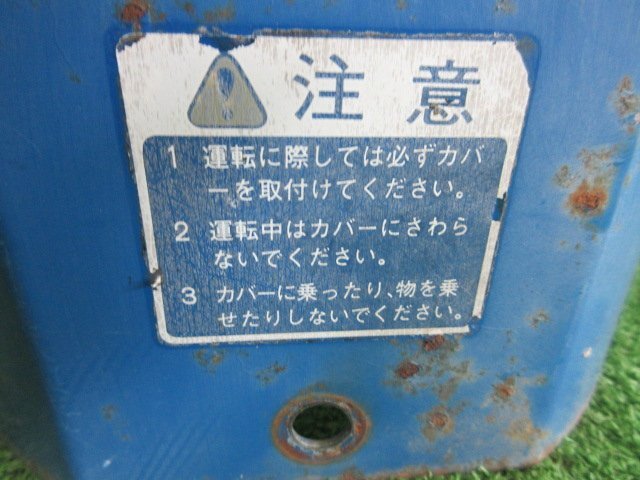 注意
1 運転に際しては必ずカバ
ーを取付けてください。
2 運転中はカバーにさわら
ないでください。
3 カバーに乗ったり、物を乗
せたりしないでください。